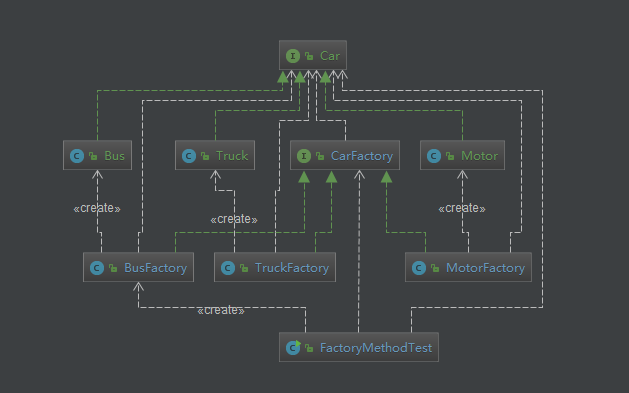 I Car
C Bus
C Truck
I CarFactory
C Motor
«create»
«create»
«create»
C BusFactory
C TruckFactory
C MotorFactory
«create»
C FactoryMethodTest